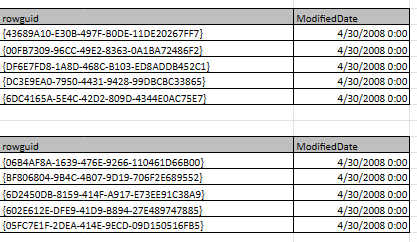 rowguid ModifiedDate
{43689A10-E30B-497F-B0DE-11DE20267FF7} 4/30/2008 0:00
{00FB7309-96CC-49E2-8363-0A1BA72486F2} 4/30/2008 0:00
{DF6E7FD8-1A8D-468C-B103-ED8ADDB452C1} 4/30/2008 0:00
{DC3E9EA0-7950-4431-9428-99DBCBC33865} 4/30/2008 0:00
{6DC4165A-5E4C-42D2-809D-4344E0AC75E7} 4/30/2008 0:00
rowguid ModifiedDate
{06B4AF8A-1639-476E-9266-110461D66B00} 4/30/2008 0:00
{BF806804-9B4C-4B07-9D19-706F2E689552} 4/30/2008 0:00
{6D2450DB-8159-414F-A917-E73EE91C38A9} 4/30/2008 0:00
{602E612E-DFE9-41D9-B894-27E489747885} 4/30/2008 0:00
{05FC7E1F-2DEA-414E-9ECD-09D150516FB5} 4/30/2008 0:00